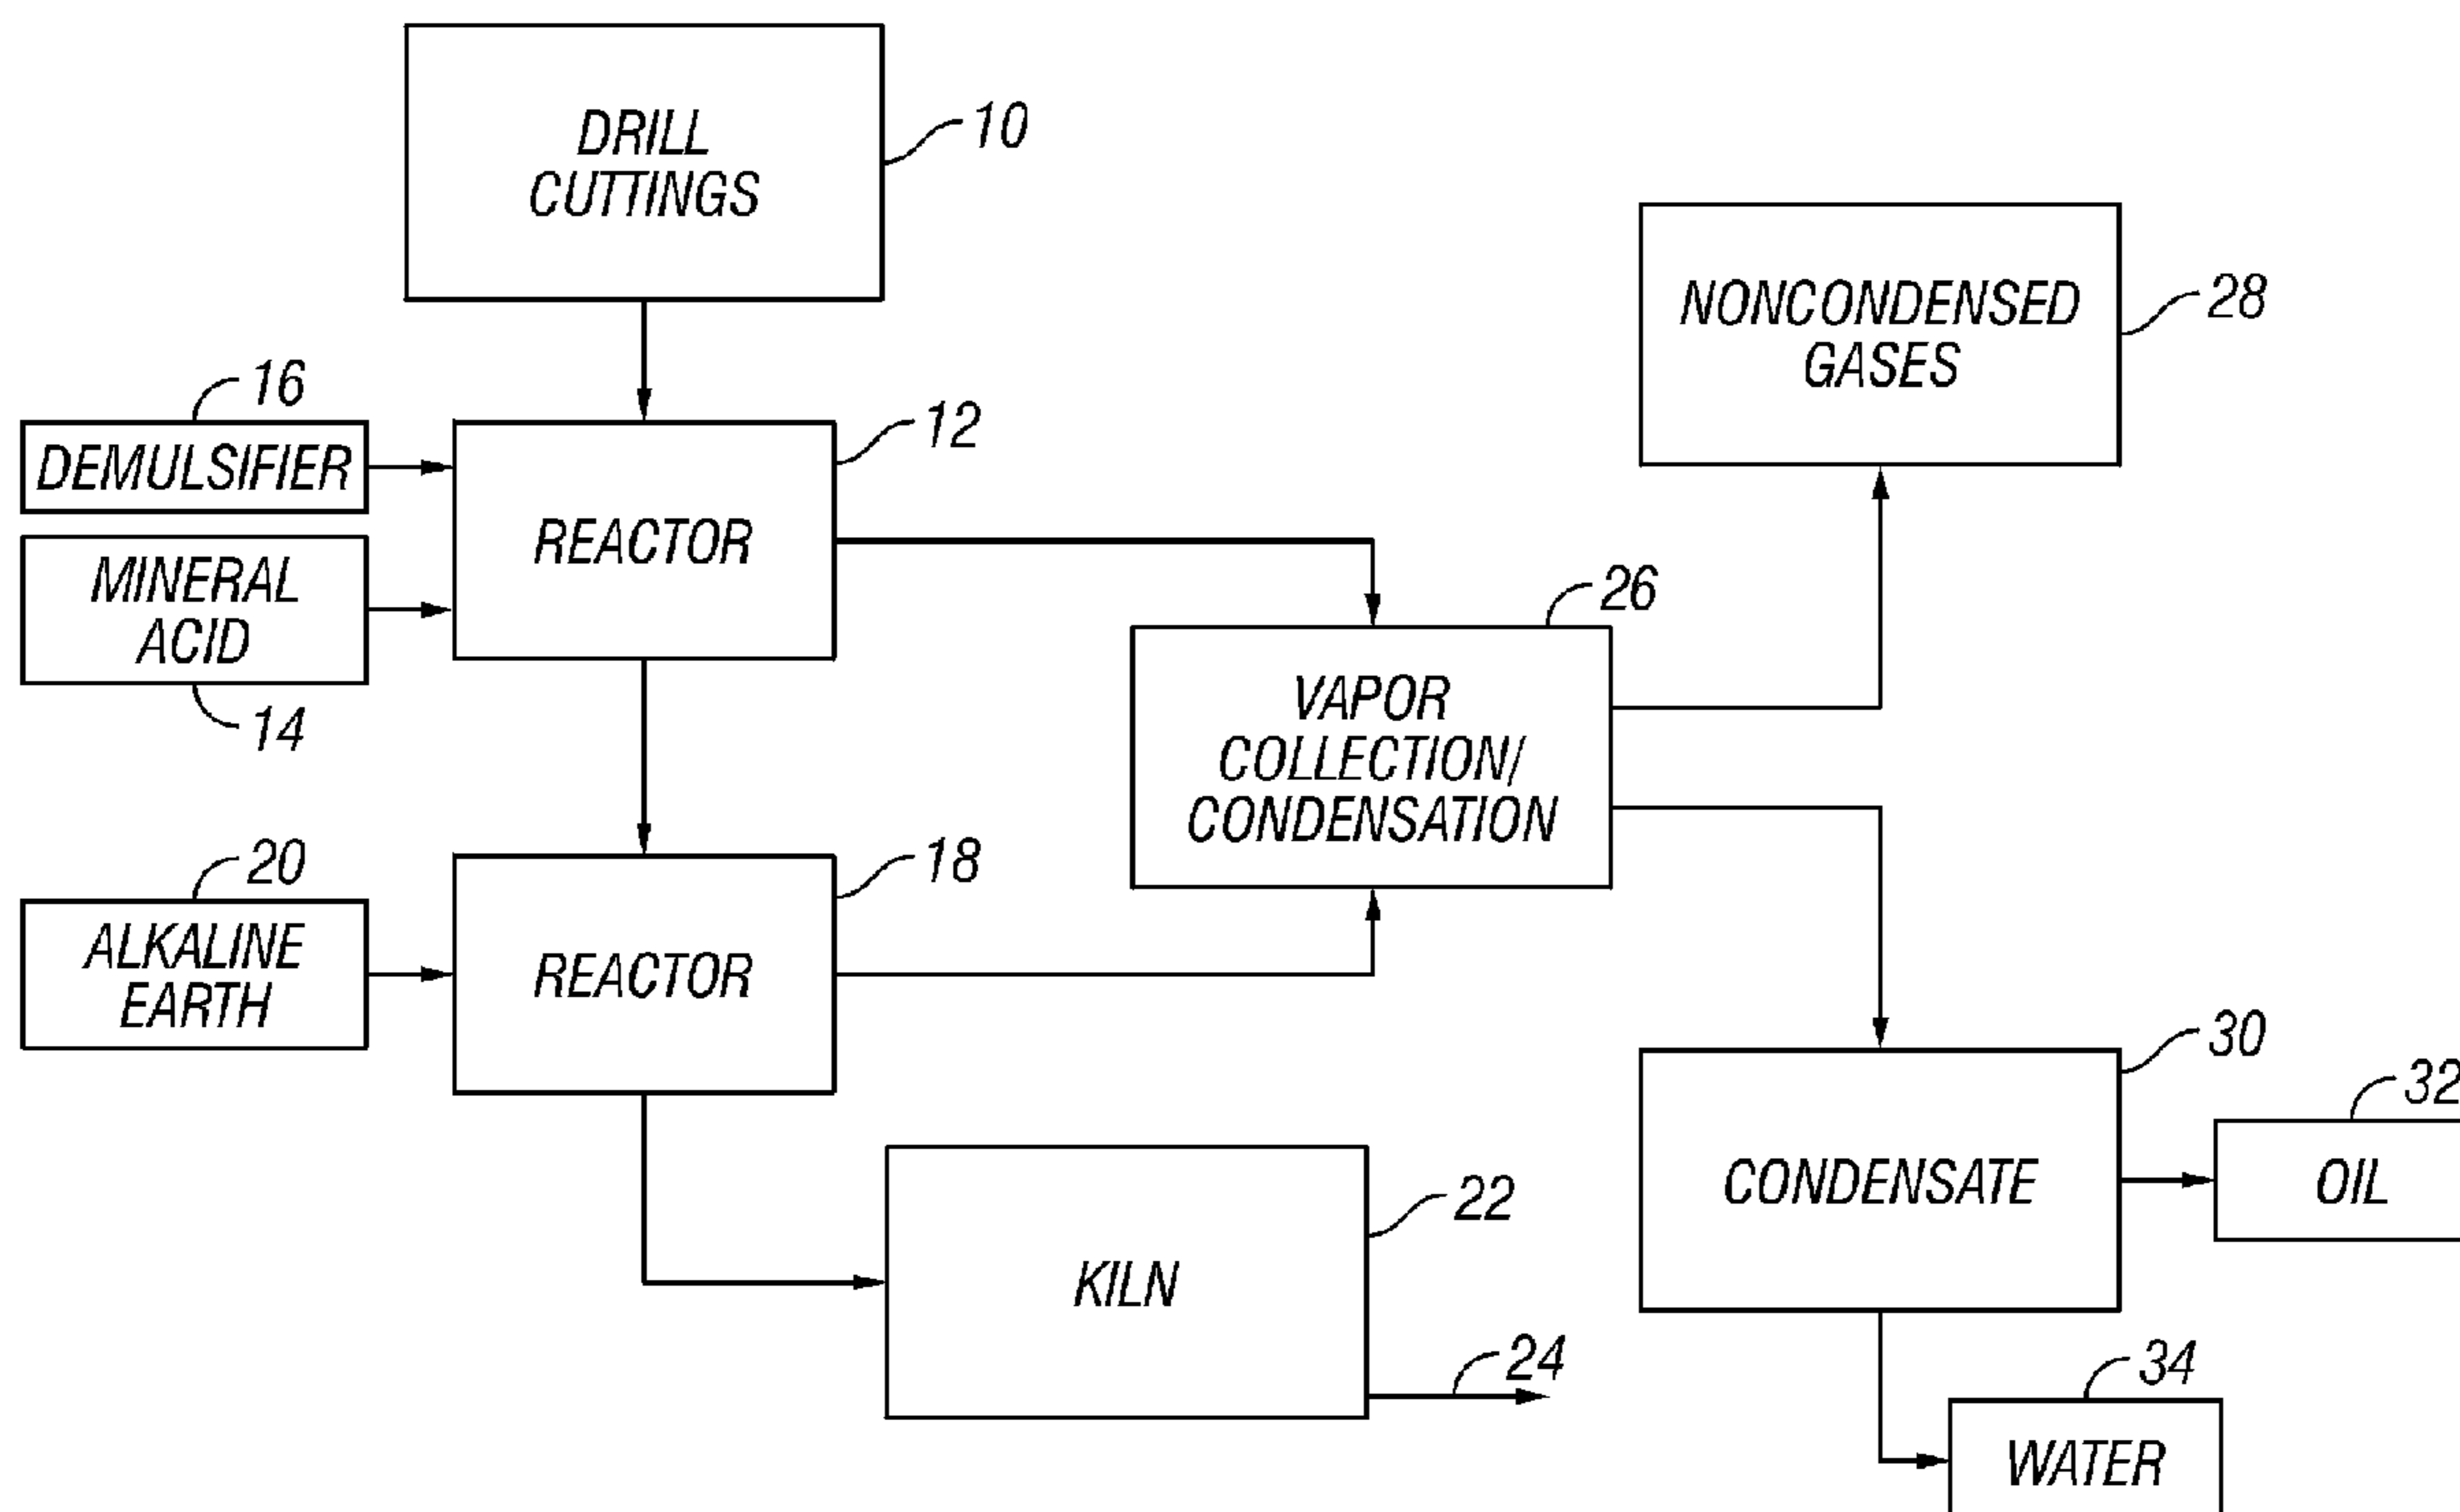 DRILL
CUTTINGS
10
NONCONDENSED
GASES
28
16
DEMULSIFIER
REACTOR
12
MINERAL
ACID
14
26
VAPOR
COLLECTION/
CONDENSATION
20
ALKALINE
EARTH
REACTOR
18
30
CONDENSATE
32
OIL
KILN
22
24
34
WATER